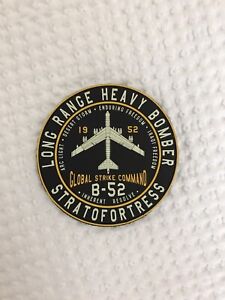 LONG RANGE HEAVY BOMBER
ARC LIGHT • DESERT STORM • ENDURING FREEDOM • IRAQI FREEDOM
19 52
GLOBAL STRIKE COMMAND
B-52
• INHERENT RESOLVE •
STRATOFORTRESS